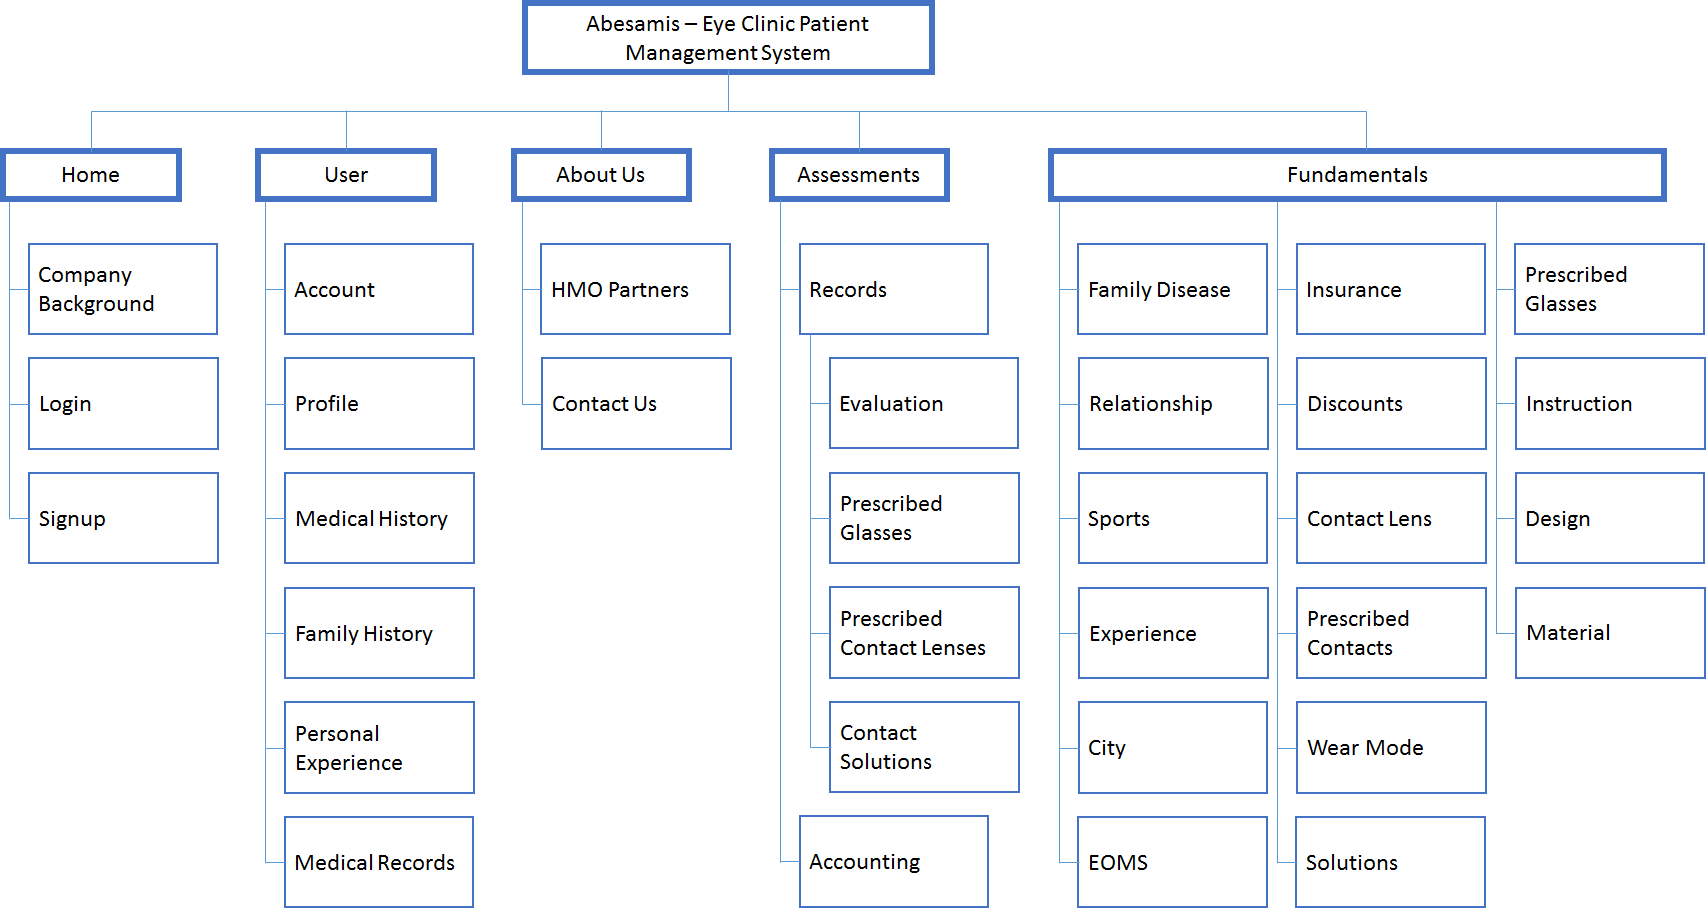 Abesamis – Eye Clinic Patient
Management System
Home
User
About Us
Assessments
Fundamentals
Company
Background
Login
Signup
Account
Profile
Medical History
Family History
Personal
Experience
Medical Records
HMO Partners
Contact Us
Records
Evaluation
Prescribed
Glasses
Prescribed
Contact Lenses
Contact
Solutions
Accounting
Family Disease
Relationship
Sports
Experience
City
EOMS
Insurance
Discounts
Contact Lens
Prescribed
Contacts
Wear Mode
Solutions
Prescribed
Glasses
Instruction
Design
Material